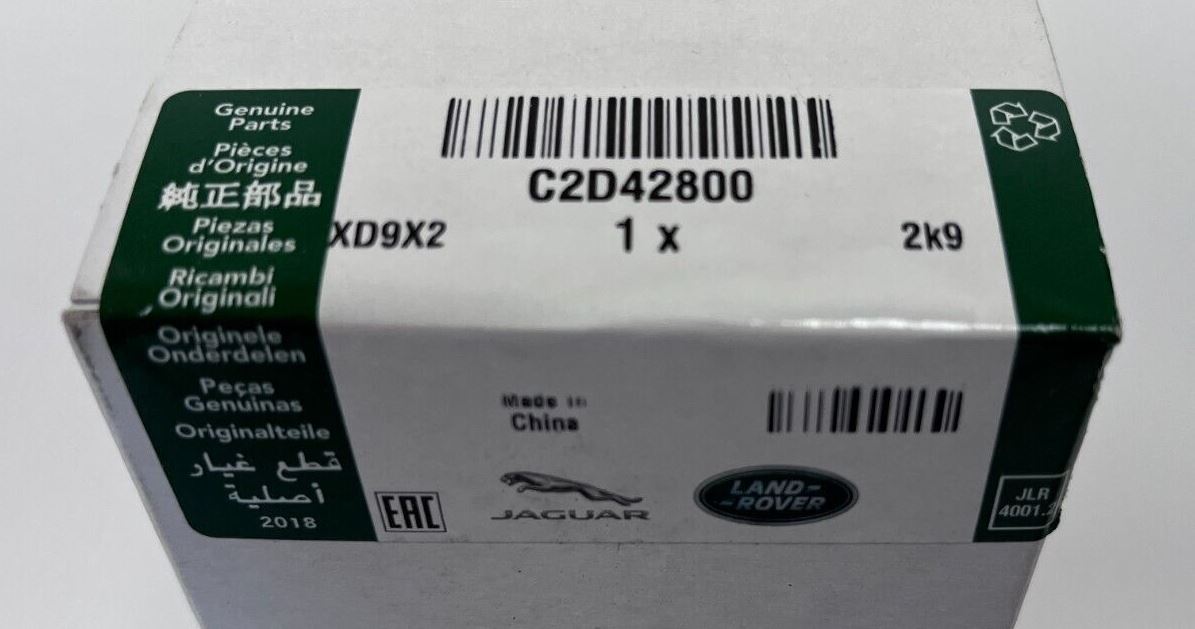 Genuine
Parts
Pièces
d'Origine
純正部品
Piezas
Originales
Ricambi
Originali
Originele
Onderdelen
Peças
Genuinas
Originalteile
قطع غيار
أصلية
2018
C2D42800
XD9X2 1 x 2k9
Made in
China
EAC
JAGUAR
LAND-
-ROVER
JLR
4001.